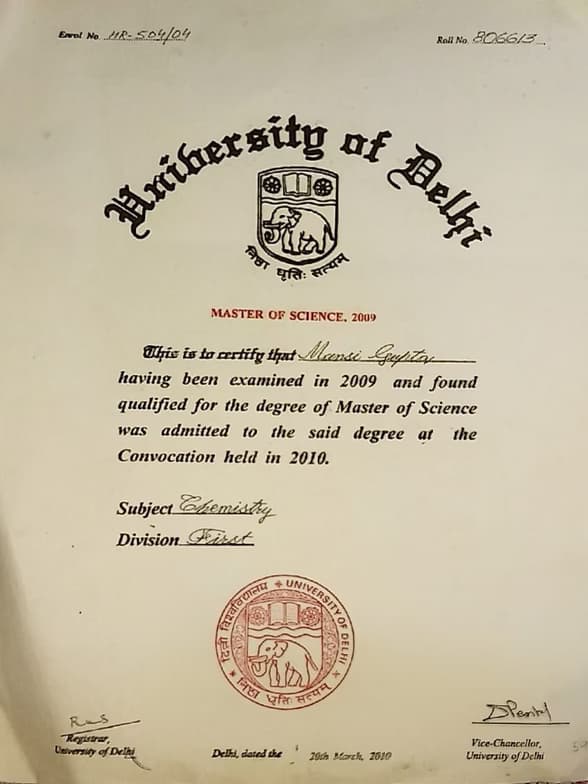 Enrol No. HR-504/04
Roll No. 806613
University of Delhi
निष्ठा धृतिः सत्यम्
MASTER OF SCIENCE, 2009
This is to certify that Mansi Gupta
having been examined in 2009 and found
qualified for the degree of Master of Science
was admitted to the said degree at the
Convocation held in 2010.
Subject Chemistry
Division First
दिल्ली विश्वविद्यालय UNIVERSITY OF DELHI
निष्ठा धृतिः सत्यम्
Registrar,
University of Delhi
Delhi, dated the 20th March, 2010
Vice-Chancellor,
University of Delhi